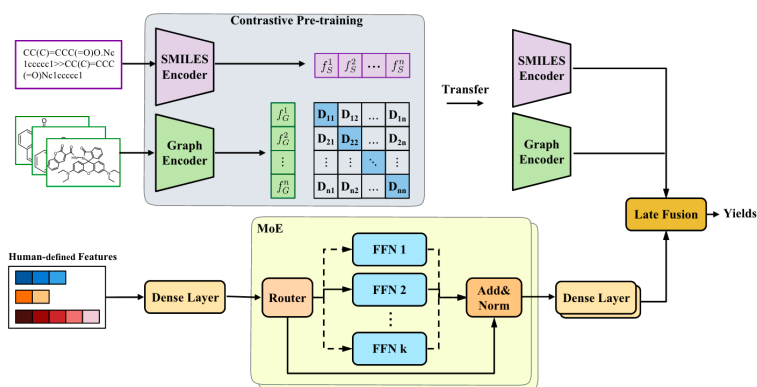 Contrastive Pre-training
CC(C)=CCC(=O)O.Nc
1ccccc1>>CC(C)=CCC
(=O)Nc1ccccc1
SMILES
Encoder
f_S^1 f_S^2 ... f_S^n
Graph
Encoder
f_G^1
f_G^2
⋮
f_G^n
D11 D12 ... D1n
D21 D22 ... D2n
⋮ ⋮ ⋱ ⋮
Dn1 Dn2 ... Dnn
Transfer
SMILES
Encoder
Graph
Encoder
Late Fusion
Yields
Human-defined Features
Dense Layer
MoE
Router
FFN 1
FFN 2
⋮
FFN k
Add&
Norm
Dense Layer